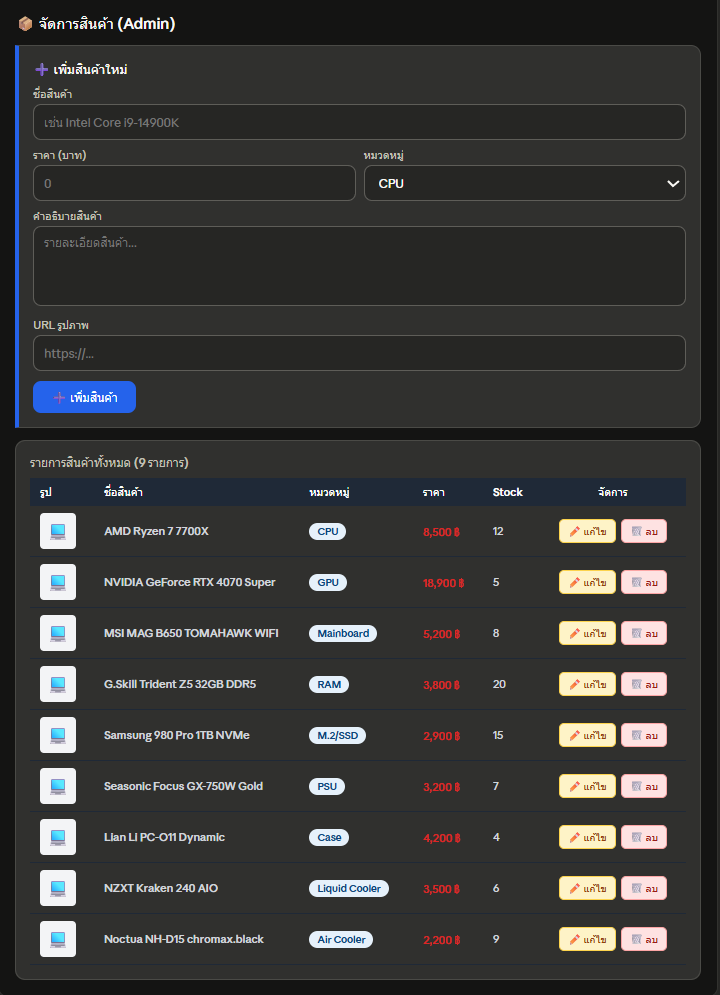 จัดการสินค้า (Admin)
เพิ่มสินค้าใหม่
ชื่อสินค้า
เช่น Intel Core i9-14900K
ราคา (บาท) หมวดหมู่
0 CPU
คำอธิบายสินค้า
รายละเอียดสินค้า...
URL รูปภาพ
https://...
เพิ่มสินค้า
รายการสินค้าทั้งหมด (9 รายการ)
รูป ชื่อสินค้า หมวดหมู่ ราคา Stock จัดการ
AMD Ryzen 7 7700X CPU 8,500 ฿ 12 แก้ไข ลบ
NVIDIA GeForce RTX 4070 Super GPU 18,900 ฿ 5 แก้ไข ลบ
MSI MAG B650 TOMAHAWK WIFI Mainboard 5,200 ฿ 8 แก้ไข ลบ
G.Skill Trident Z5 32GB DDR5 RAM 3,800 ฿ 20 แก้ไข ลบ
Samsung 980 Pro 1TB NVMe M.2/SSD 2,900 ฿ 15 แก้ไข ลบ
Seasonic Focus GX-750W Gold PSU 3,200 ฿ 7 แก้ไข ลบ
Lian Li PC-O11 Dynamic Case 4,200 ฿ 4 แก้ไข ลบ
NZXT Kraken 240 AIO Liquid Cooler 3,500 ฿ 6 แก้ไข ลบ
Noctua NH-D15 chromax.black Air Cooler 2,200 ฿ 9 แก้ไข ลบ